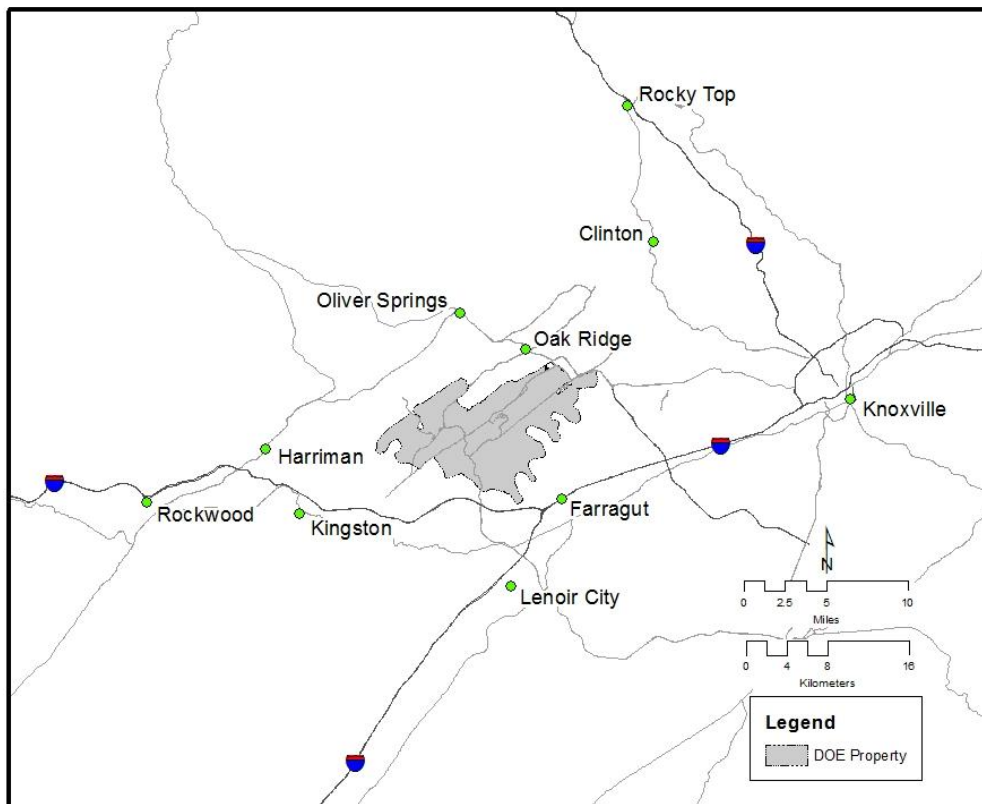 Rocky Top
Clinton
Oliver Springs
Oak Ridge
Knoxville
Harriman
Rockwood
Kingston
Farragut
Lenoir City
N
0 2.5 5 10
Miles
0 4 8 16
Kilometers
Legend
DOE Property